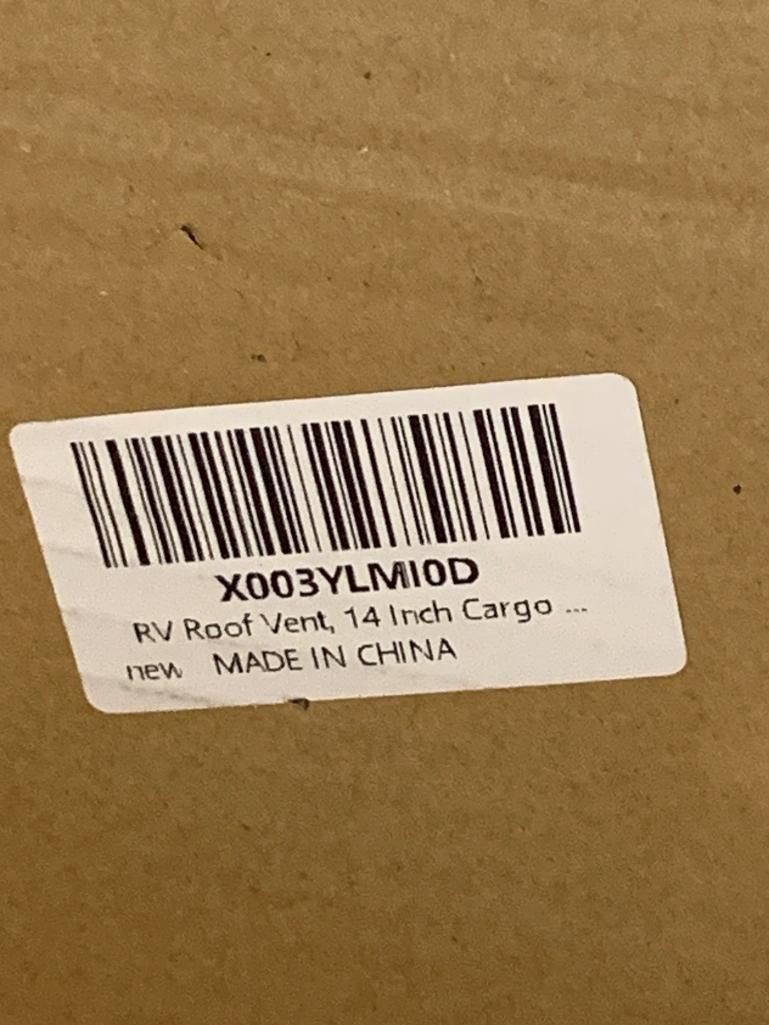 X003YLMI0D
RV Roof Vent, 14 Inch Cargo ...
new MADE IN CHINA